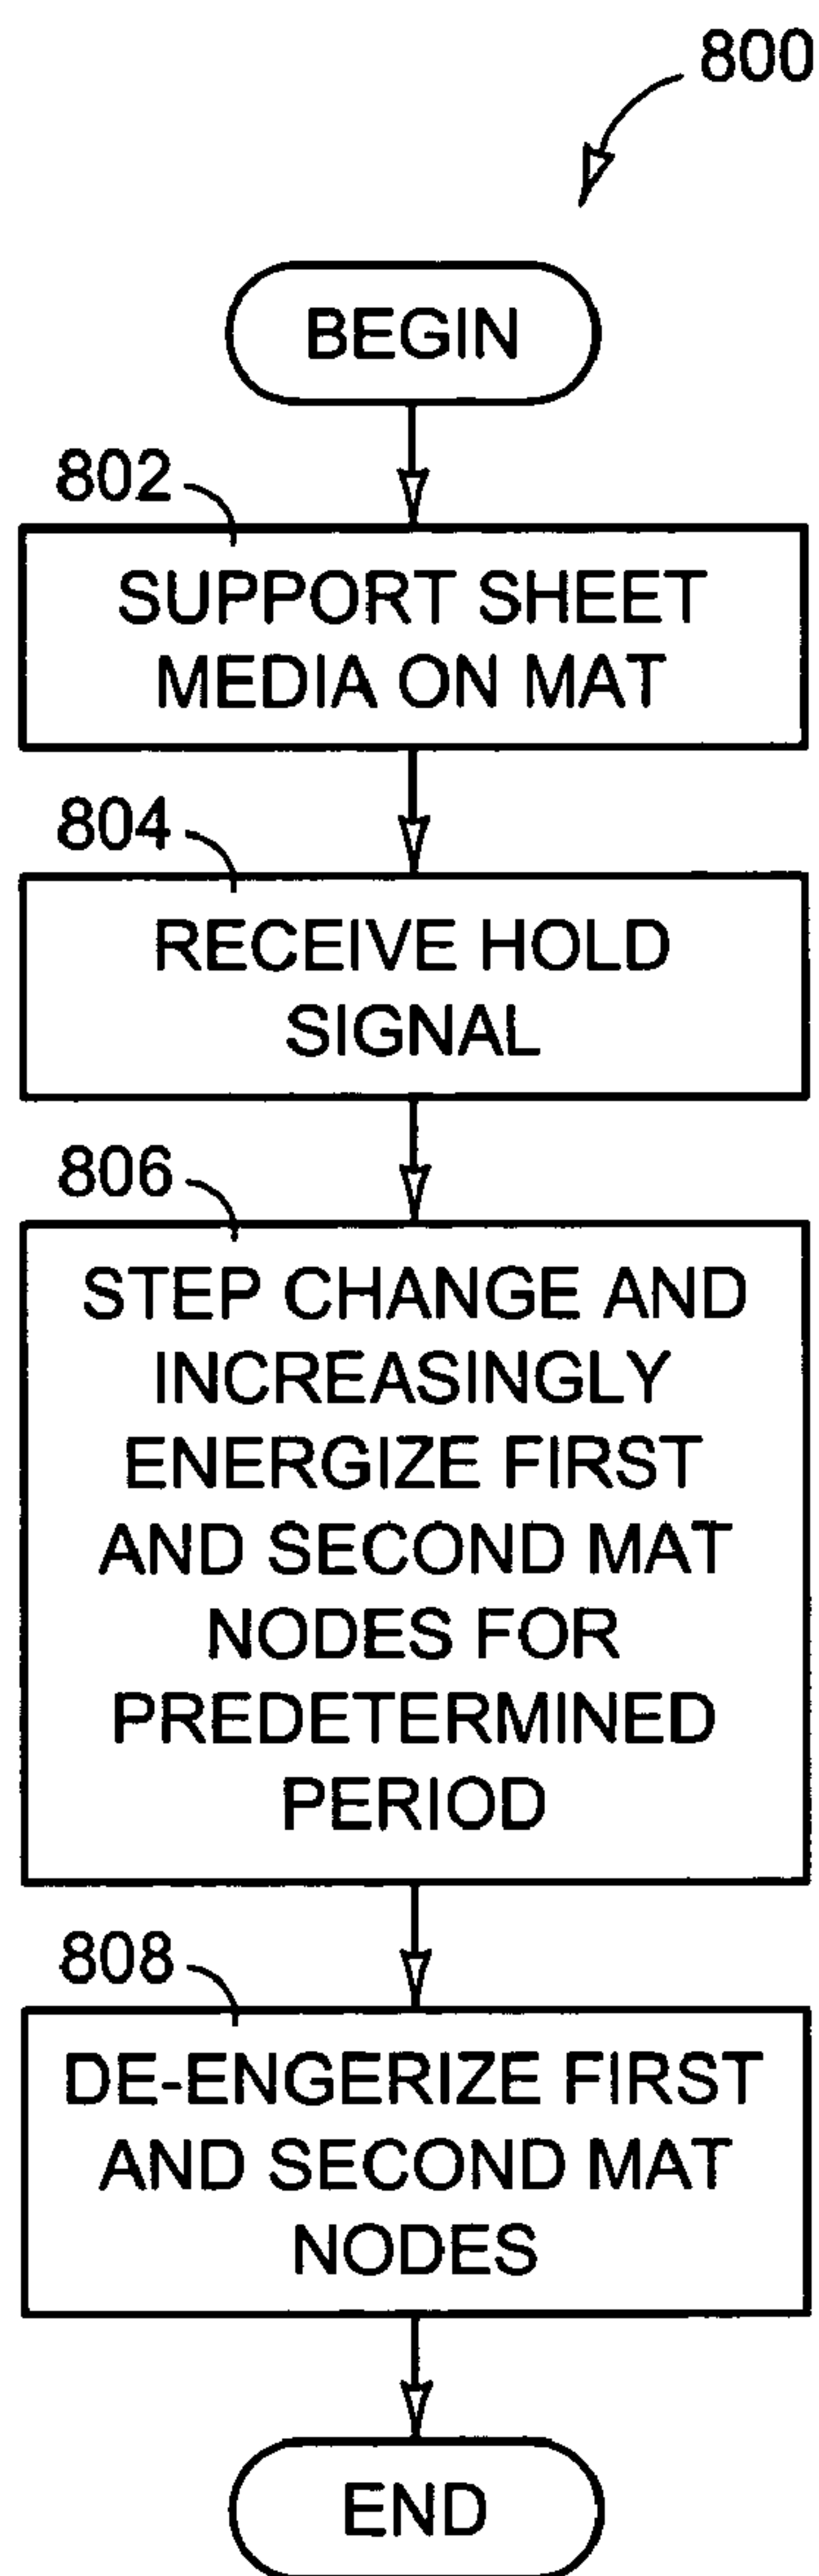 800
BEGIN
802
SUPPORT SHEET
MEDIA ON MAT
804
RECEIVE HOLD
SIGNAL
806
STEP CHANGE AND
INCREASINGLY
ENERGIZE FIRST
AND SECOND MAT
NODES FOR
PREDETERMINED
PERIOD
808
DE-ENGERIZE FIRST
AND SECOND MAT
NODES
END